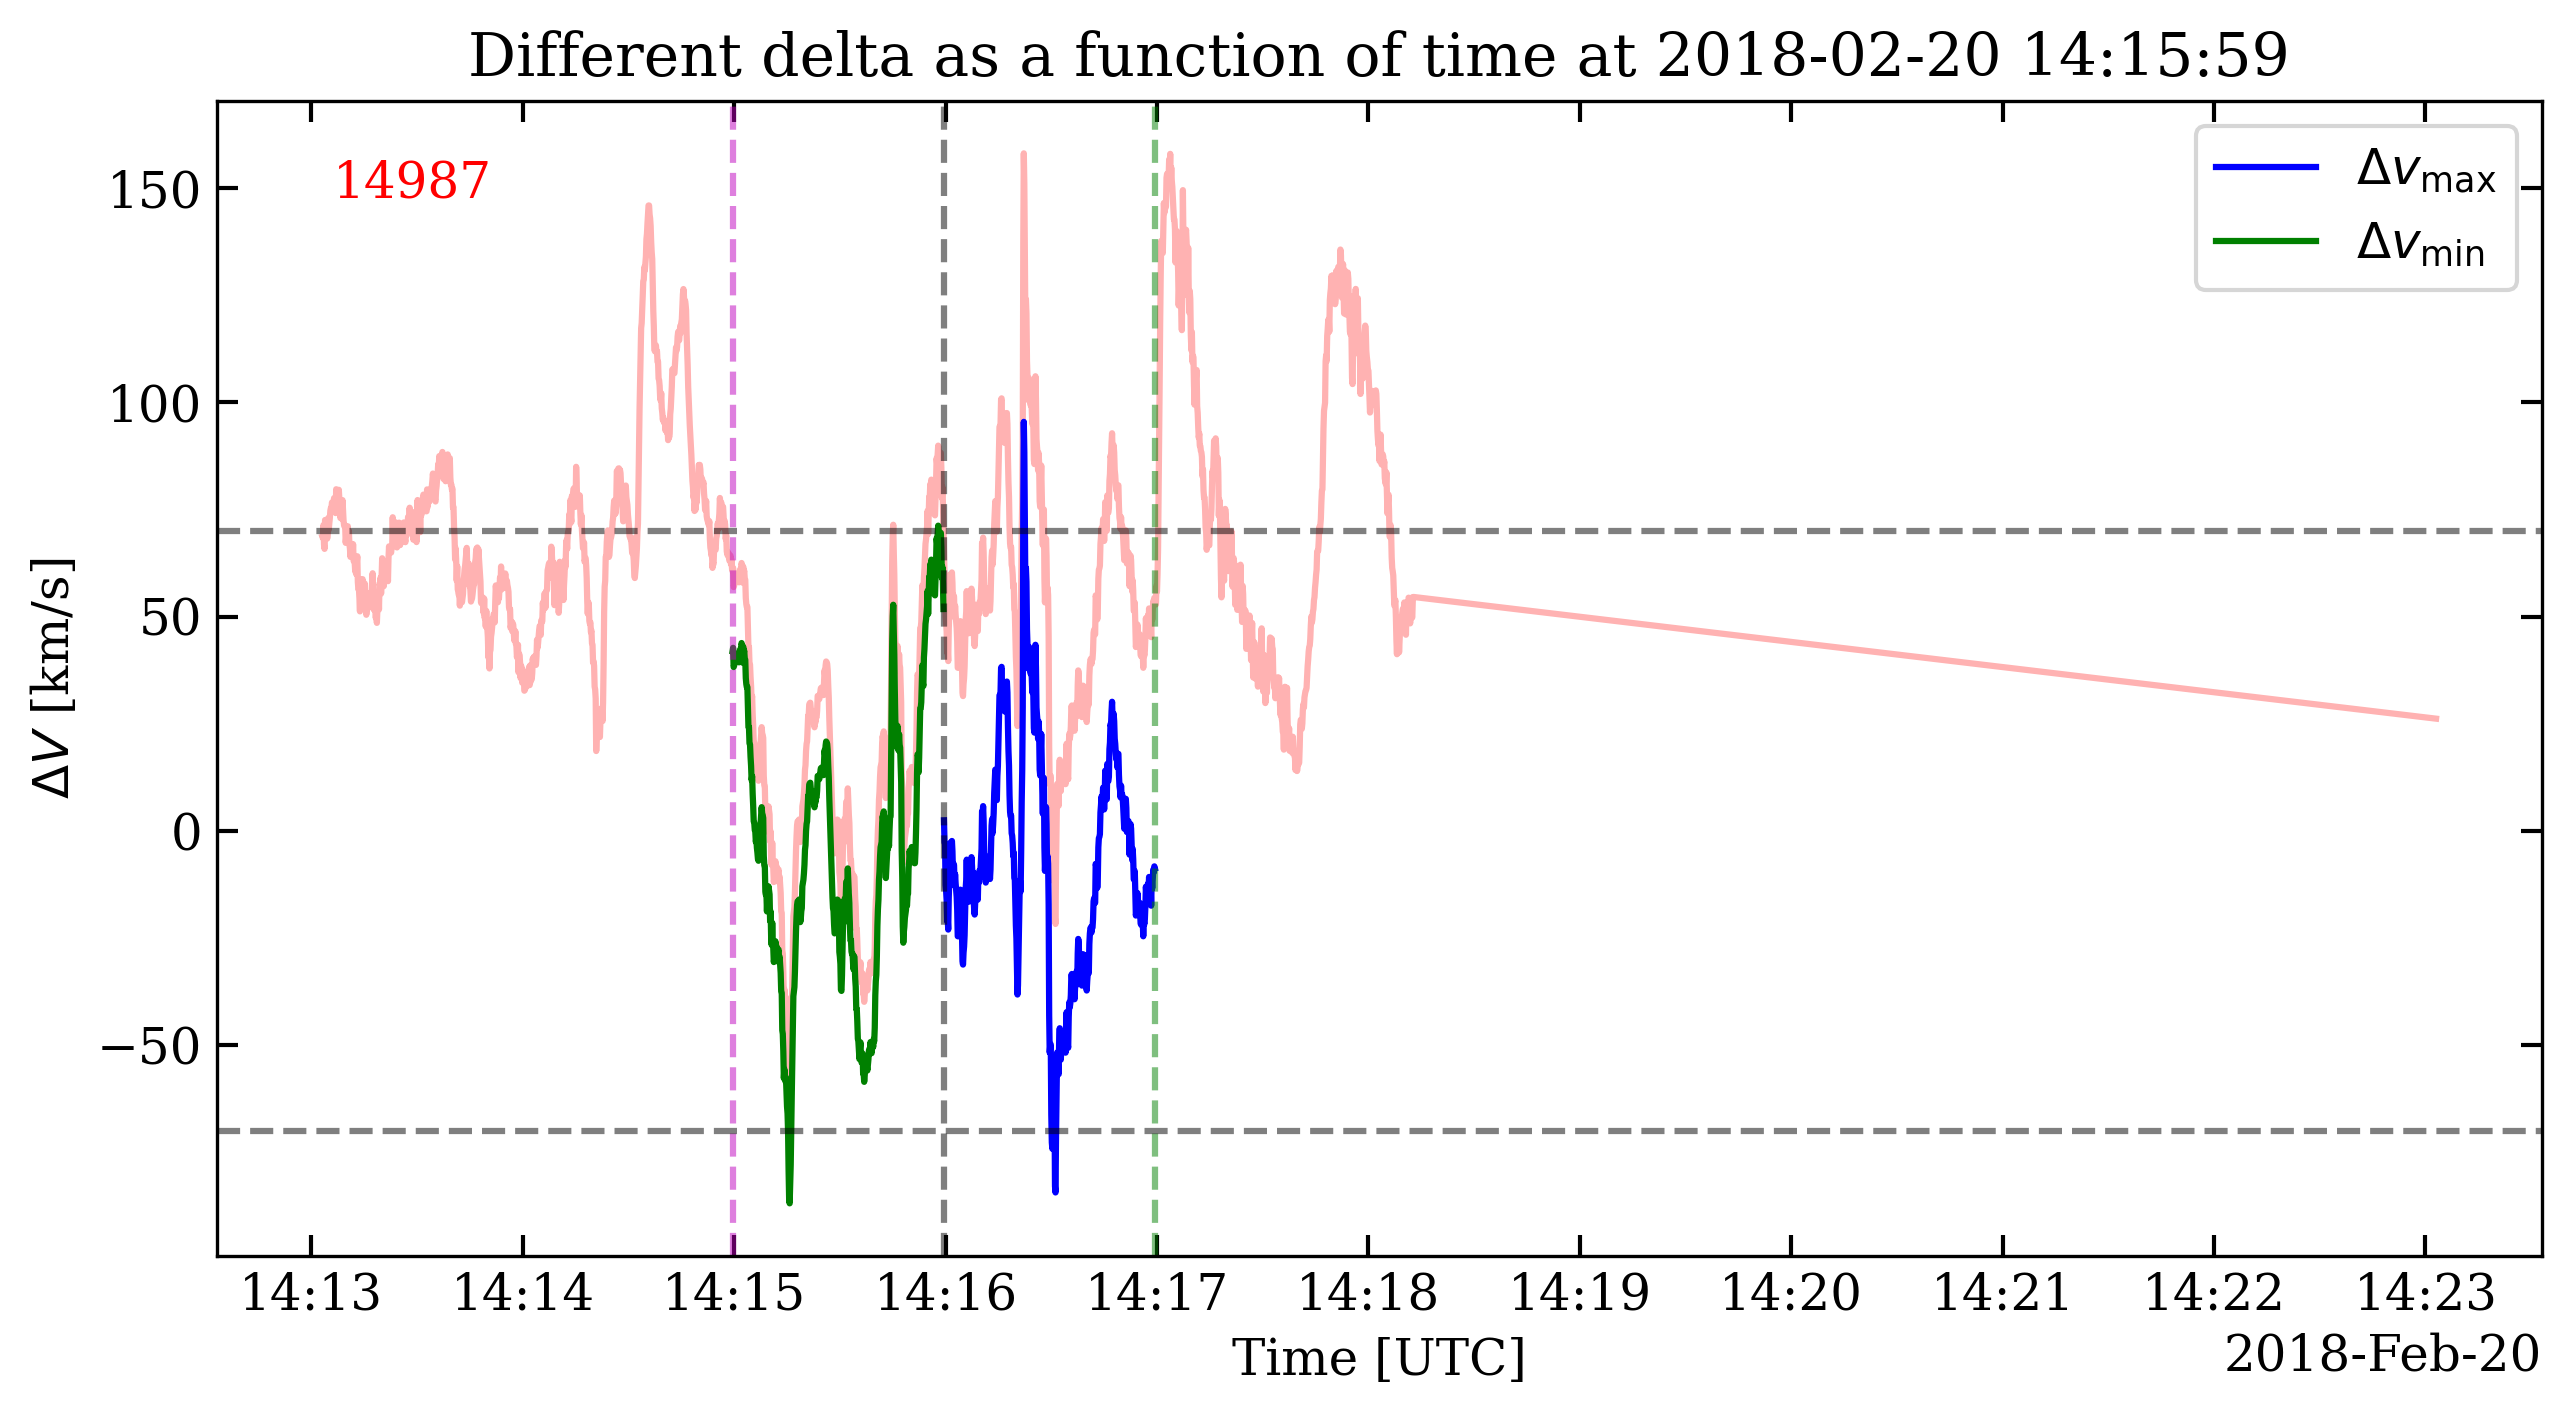 Different delta as a function of time at 2018-02-20 14:15:59
14987
Δv_max
Δv_min
150
100
50
0
−50
ΔV [km/s]
14:13 14:14 14:15 14:16 14:17 14:18 14:19 14:20 14:21 14:22 14:23
Time [UTC]
2018-Feb-20